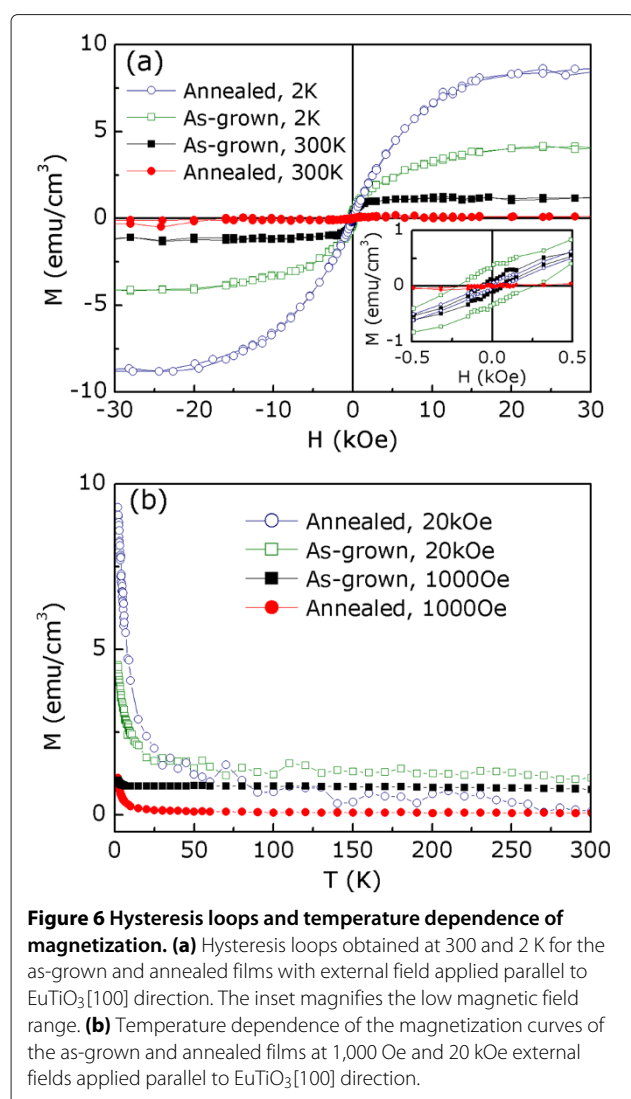 10
(a)
Annealed, 2K
As-grown, 2K
As-grown, 300K
Annealed, 300K
5
0
-5
-10
M (emu/cm³)
1
0
-1
M (emu/cm³)
-0.5 0.0 0.5
H (kOe)
-30 -20 -10 0 10 20 30
H (kOe)
10
(b)
Annealed, 20kOe
As-grown, 20kOe
As-grown, 1000Oe
Annealed, 1000Oe
5
0
M (emu/cm³)
0 50 100 150 200 250 300
T (K)
Figure 6 Hysteresis loops and temperature dependence of
magnetization. (a) Hysteresis loops obtained at 300 and 2 K for the
as-grown and annealed films with external field applied parallel to
EuTiO₃[100] direction. The inset magnifies the low magnetic field
range. (b) Temperature dependence of the magnetization curves of
the as-grown and annealed films at 1,000 Oe and 20 kOe external
fields applied parallel to EuTiO₃[100] direction.